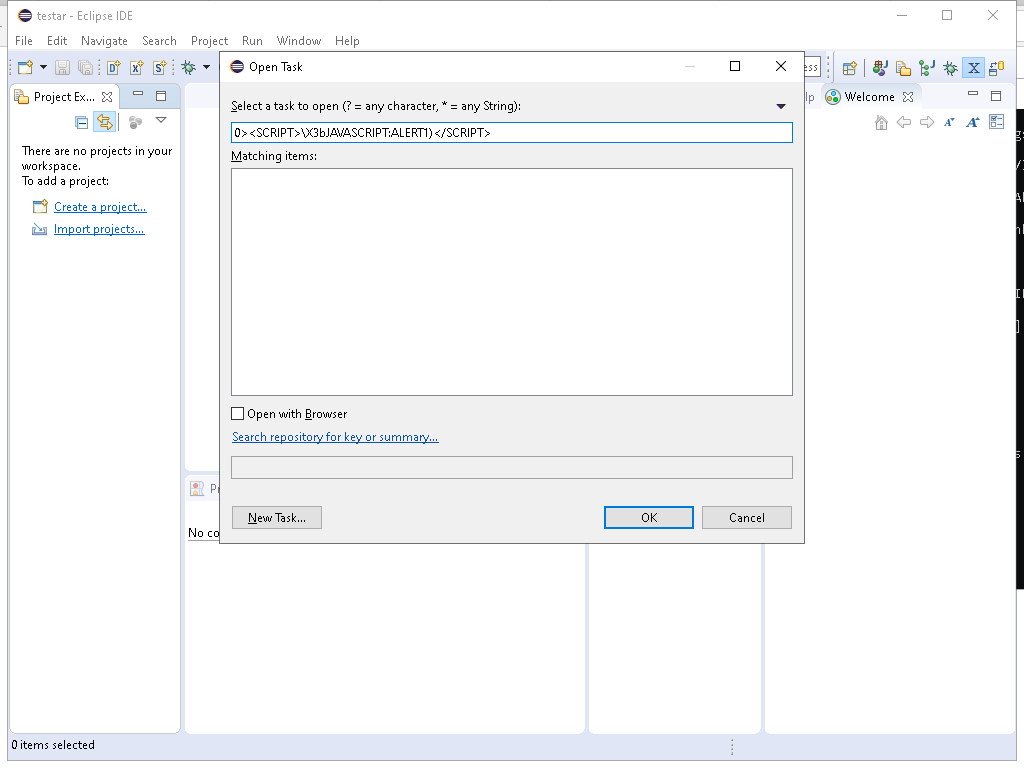 testar - Eclipse IDE
File Edit Navigate Search Project Run Window Help
Open Task
ess
Project Ex...
Select a task to open (? = any character, * = any String):
lp
Welcome
0><SCRIPT>\X3bJAVASCRIPT:ALERT1)</SCRIPT>
There are no projects in your
workspace.
To add a project:
Matching items:
Create a project...
Import projects...
Open with Browser
Search repository for key or summary...
Pr
New Task...
OK
Cancel
No co
0 items selected